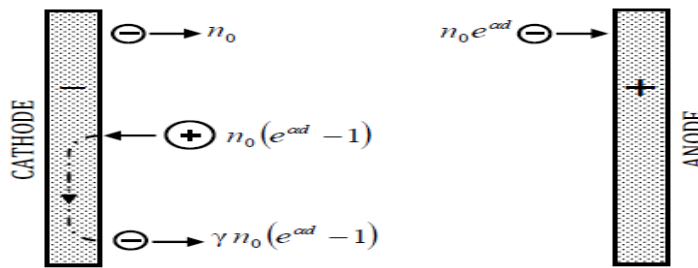 n₀
n₀e^{αd}
CATHODE
−
+
ANODE
+ n₀(e^{αd} − 1)
γ n₀(e^{αd} − 1)